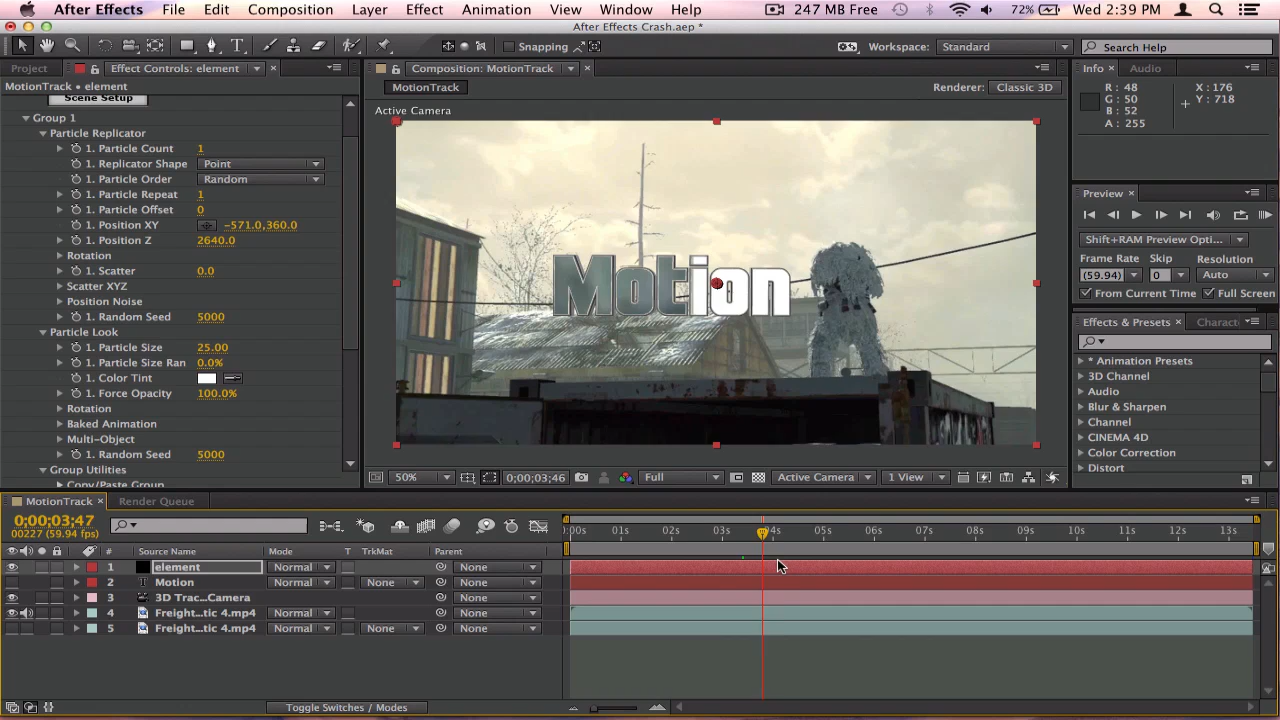 After Effects File Edit Composition Layer Effect Animation View Window Help 247 MB Free 72% Wed 2:39 PM
After Effects Crash.aep *
Snapping Workspace: Standard Search Help
Project Effect Controls: element Composition: MotionTrack Info Audio
MotionTrack • element MotionTrack Renderer: Classic 3D
Scene Setup
Active Camera
R : 48 X : 176
G : 50 Y : 718
B : 52
A : 255
Group 1
Particle Replicator
1. Particle Count 1
1. Replicator Shape Point
1. Particle Order Random
1. Particle Repeat 1
1. Particle Offset 0
1. Position XY -571.0,360.0
1. Position Z 2640.0
Rotation
1. Scatter 0.0
Scatter XYZ
Position Noise
1. Random Seed 5000
Particle Look
1. Particle Size 25.00
1. Particle Size Ran 0.0%
1. Color Tint
1. Force Opacity 100.0%
Rotation
Baked Animation
Multi-Object
1. Random Seed 5000
Group Utilities
Copy/Paste Group
Motion
Preview
Shift+RAM Preview Opti...
Frame Rate Skip Resolution
(59.94) 0 Auto
From Current Time Full Screen
Effects & Presets Charact
* Animation Presets
3D Channel
Audio
Blur & Sharpen
Channel
CINEMA 4D
Color Correction
Distort
50% 0;00;03;46 Full Active Camera 1 View
MotionTrack Render Queue
0;00;03;47
00227 (59.94 fps)
:00s 01s 02s 03s 4s 05s 06s 07s 08s 09s 10s 11s 12s 13s
# Source Name Mode T TrkMat Parent
1 element Normal None
2 Motion Normal None None
3 3D Trac...Camera None
4 Freight...tic 4.mp4 Normal None
5 Freight...tic 4.mp4 Normal None None
Toggle Switches / Modes